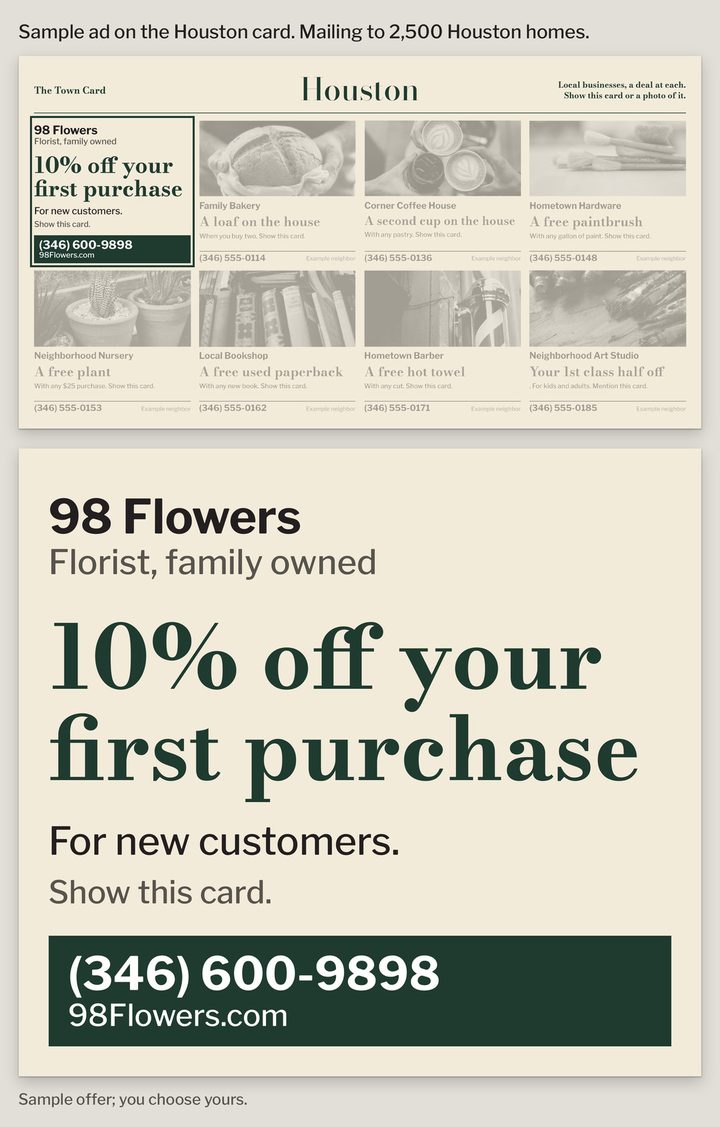 Sample ad on the Houston card. Mailing to 2,500 Houston homes.
The Town Card
Houston
Local businesses, a deal at each.
Show this card or a photo of it.
98 Flowers
Florist, family owned
10% off your
first purchase
For new customers.
Show this card.
(346) 600-9898
98Flowers.com
Family Bakery
A loaf on the house
When you buy two. Show this card.
(346) 555-0114
Example neighbor
Corner Coffee House
A second cup on the house
With any pastry. Show this card.
(346) 555-0136
Example neighbor
Hometown Hardware
A free paintbrush
With any gallon of paint. Show this card.
(346) 555-0148
Example neighbor
Neighborhood Nursery
A free plant
With any $25 purchase. Show this card.
(346) 555-0153
Example neighbor
Local Bookshop
A free used paperback
With any new book. Show this card.
(346) 555-0162
Example neighbor
Hometown Barber
A free hot towel
With any cut. Show this card.
(346) 555-0171
Example neighbor
Neighborhood Art Studio
Your 1st class half off
For kids and adults. Mention this card.
(346) 555-0185
Example neighbor
98 Flowers
Florist, family owned
10% off your
first purchase
For new customers.
Show this card.
(346) 600-9898
98Flowers.com
Sample offer; you choose yours.